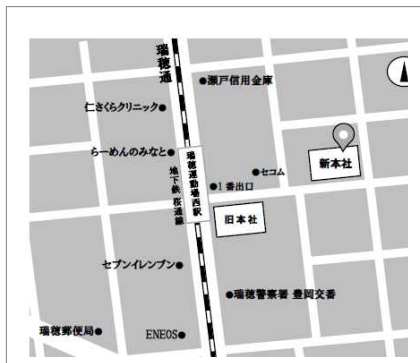 瑞穂通
●瀬戸信用金庫
仁さくらクリニック●
らーめんのみなと●
瑞穂運動場西駅
地下鉄 桜通線
●セコム
新本社
●1番出口
旧本社
セブンイレンブン●
●瑞穂警察署 豊岡交番
瑞穂郵便局●
ENEOS●